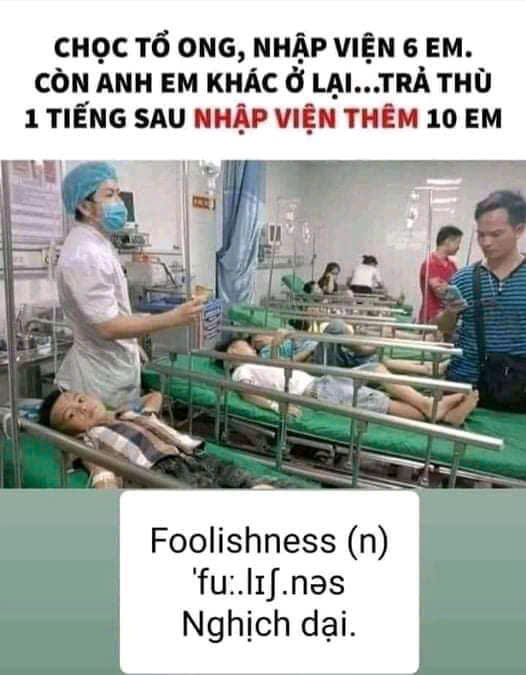 CHỌC TỔ ONG, NHẬP VIỆN 6 EM.
CÒN ANH EM KHÁC Ở LẠI...TRẢ THÙ
1 TIẾNG SAU NHẬP VIỆN THÊM 10 EM
Foolishness (n)
'fuː.lɪʃ.nəs
Nghịch dại.